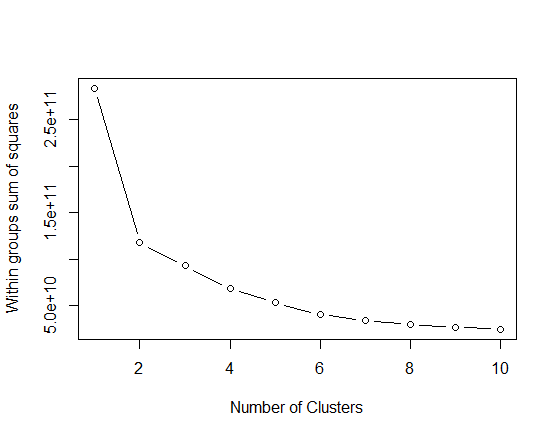 Within groups sum of squares
2.5e+11
1.5e+11
5.0e+10
2 4 6 8 10
Number of Clusters